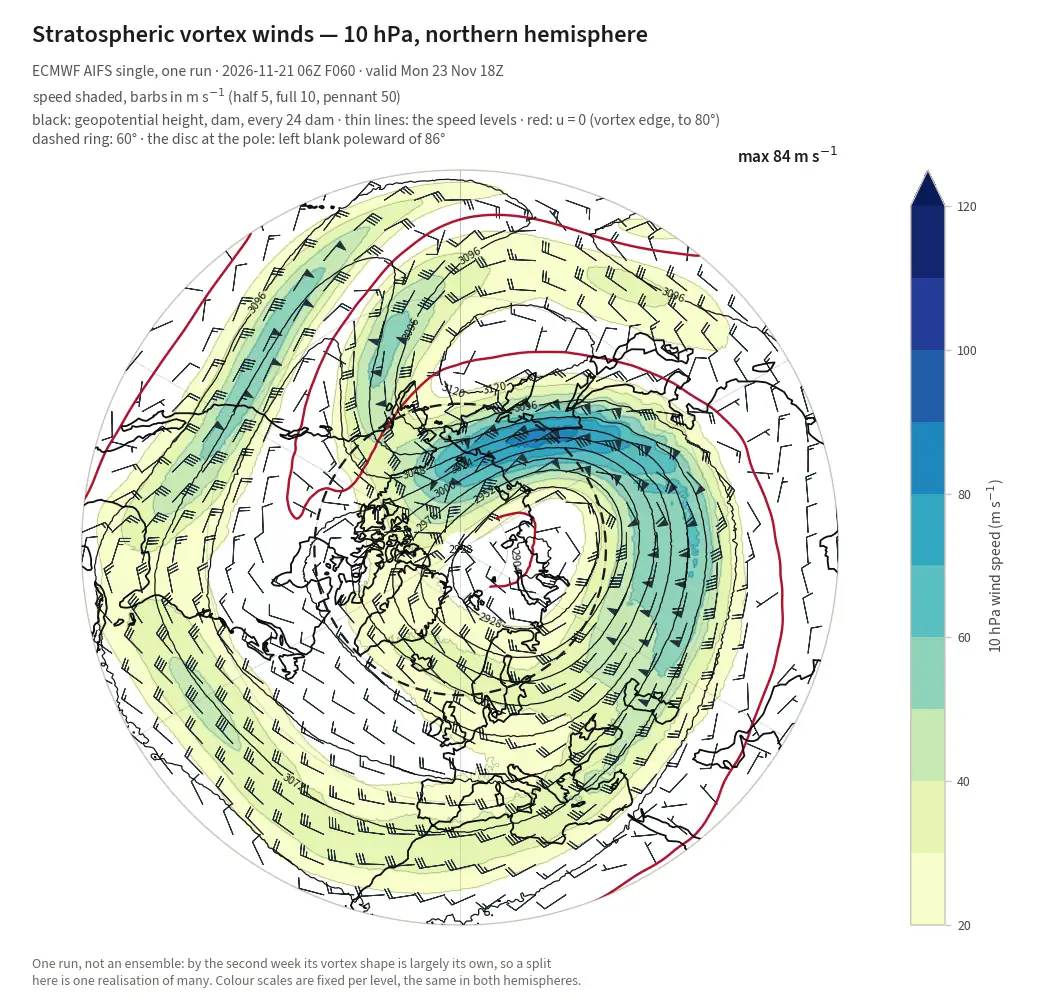 Stratospheric vortex winds — 10 hPa, northern hemisphere
ECMWF AIFS single, one run · 2026-11-21 06Z F060 · valid Mon 23 Nov 18Z
speed shaded, barbs in m s⁻¹ (half 5, full 10, pennant 50)
black: geopotential height, dam, every 24 dam · thin lines: the speed levels · red: u = 0 (vortex edge, to 80°)
dashed ring: 60° · the disc at the pole: left blank poleward of 86°
max 84 m s⁻¹
120
100
80
60
40
20
10 hPa wind speed (m s⁻¹)
3096
3096
3096
3096
3120
3120
3096
2928
3072
One run, not an ensemble: by the second week its vortex shape is largely its own, so a split
here is one realisation of many. Colour scales are fixed per level, the same in both hemispheres.